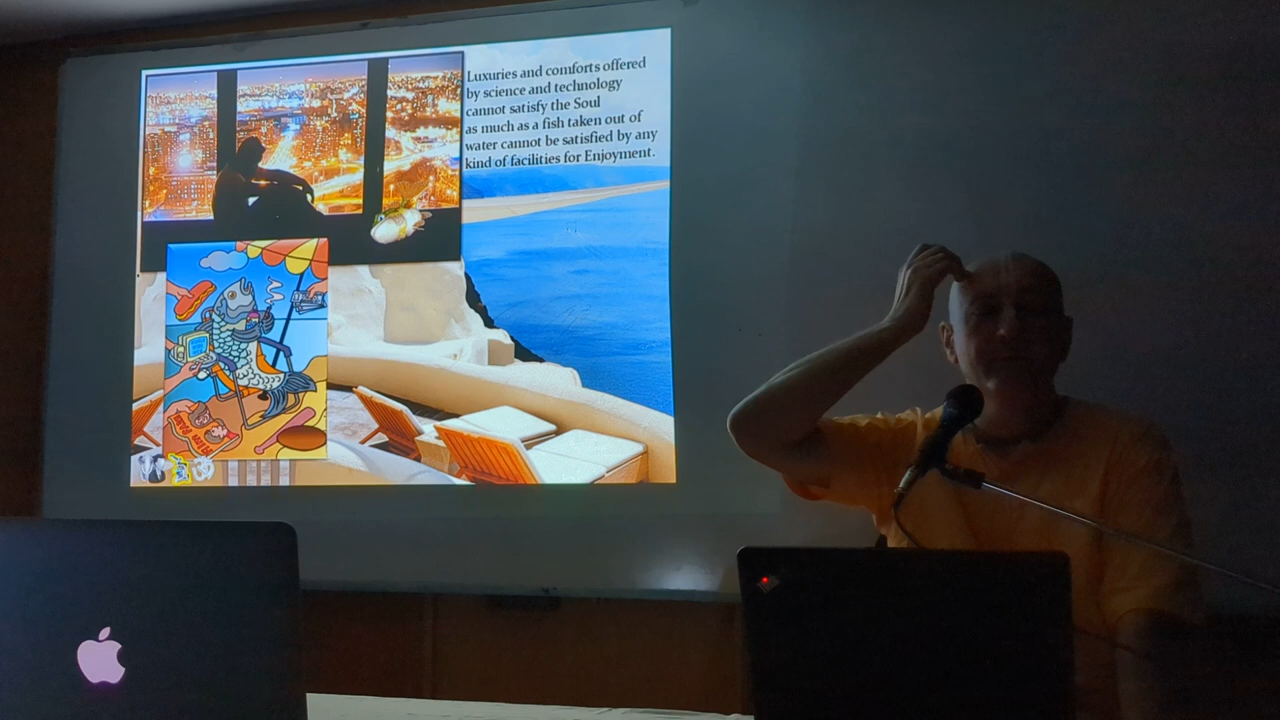 Luxuries and comforts offered
by science and technology
cannot satisfy the Soul
as much as a fish taken out of
water cannot be satisfied by any
kind of facilities for Enjoyment.